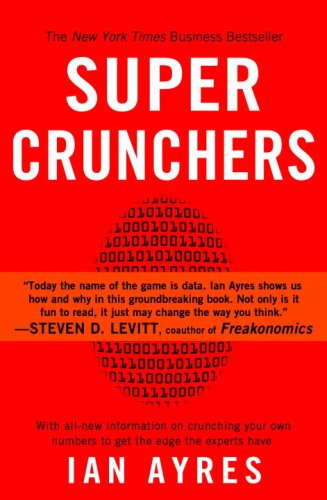 The New York Times Business Bestseller
SUPER
CRUNCHERS
"Today the name of the game is data. Ian Ayres shows us
how and why in this groundbreaking book. Not only is it
fun to read, it just may change the way you think."
—STEVEN D. LEVITT, coauthor of Freakonomics
With all-new information on crunching your own
numbers to get the edge the experts have
IAN AYRES